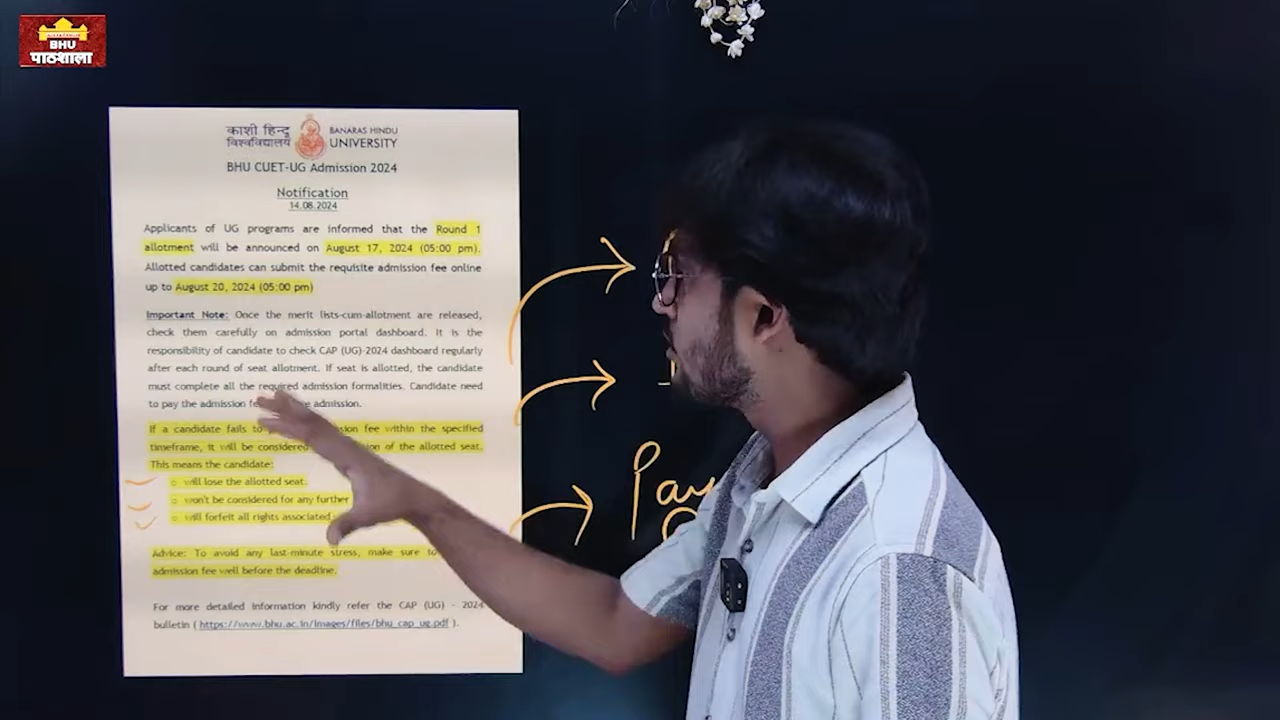 BHU
पाठशाला
काशी हिन्दू
विश्वविद्यालय
BANARAS HINDU
UNIVERSITY
BHU CUET-UG Admission 2024
Notification
14.08.2024
Applicants of UG programs are informed that the Round 1
allotment will be announced on August 17, 2024 (05:00 pm).
Allotted candidates can submit the requisite admission fee online
up to August 20, 2024 (05:00 pm)
Important Note: Once the merit lists-cum-allotment are released,
check them carefully on admission portal dashboard. It is the
responsibility of candidate to check CAP (UG)-2024 dashboard regularly
after each round of seat allotment. If seat is allotted, the candidate
must complete all the required admission formalities. Candidate need
to pay the admission admission.
If a candidate fails to fee within the specified
timeframe, it will be considered of the allotted seat.
This means the candidate:
o will lose the allotted seat.
o won't be considered for any further
o will forfeit all rights associated
Advice: To avoid any last-minute stress, make sure to
admission fee well before the deadline.
For more detailed information kindly refer the CAP (UG) - 2024
bulletin ( https://www.bhu.ac.in/Images/files/bhu_cap_ug.pdf ).
Pay